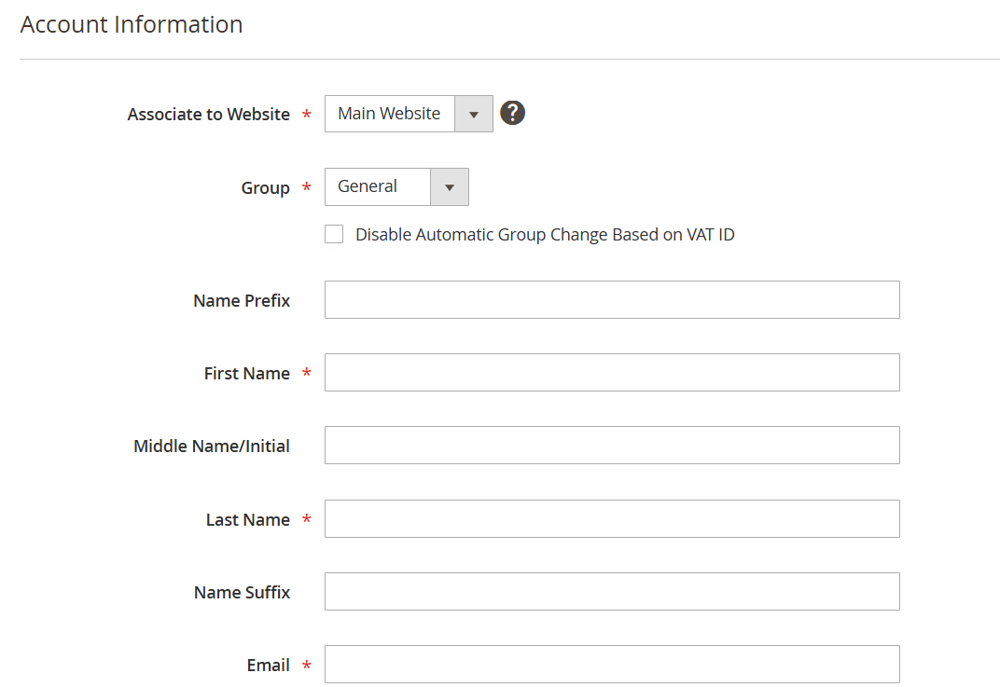 Account Information
Associate to Website * Main Website ?
Group * General
Disable Automatic Group Change Based on VAT ID
Name Prefix
First Name *
Middle Name/Initial
Last Name *
Name Suffix
Email *